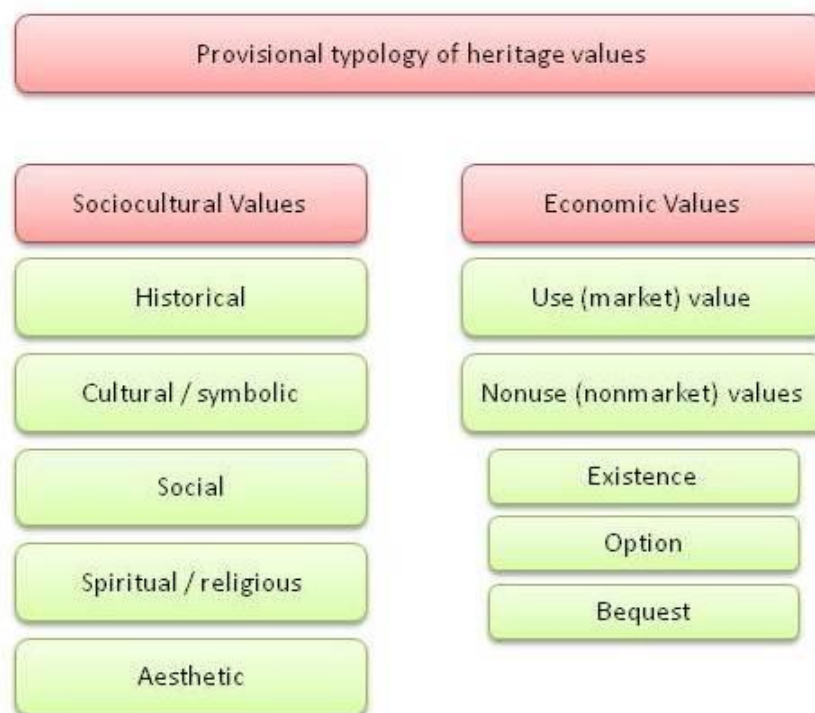 Provisional typology of heritage values
Sociocultural Values
Historical
Cultural / symbolic
Social
Spiritual / religious
Aesthetic
Economic Values
Use (market) value
Nonuse (nonmarket) values
Existence
Option
Bequest